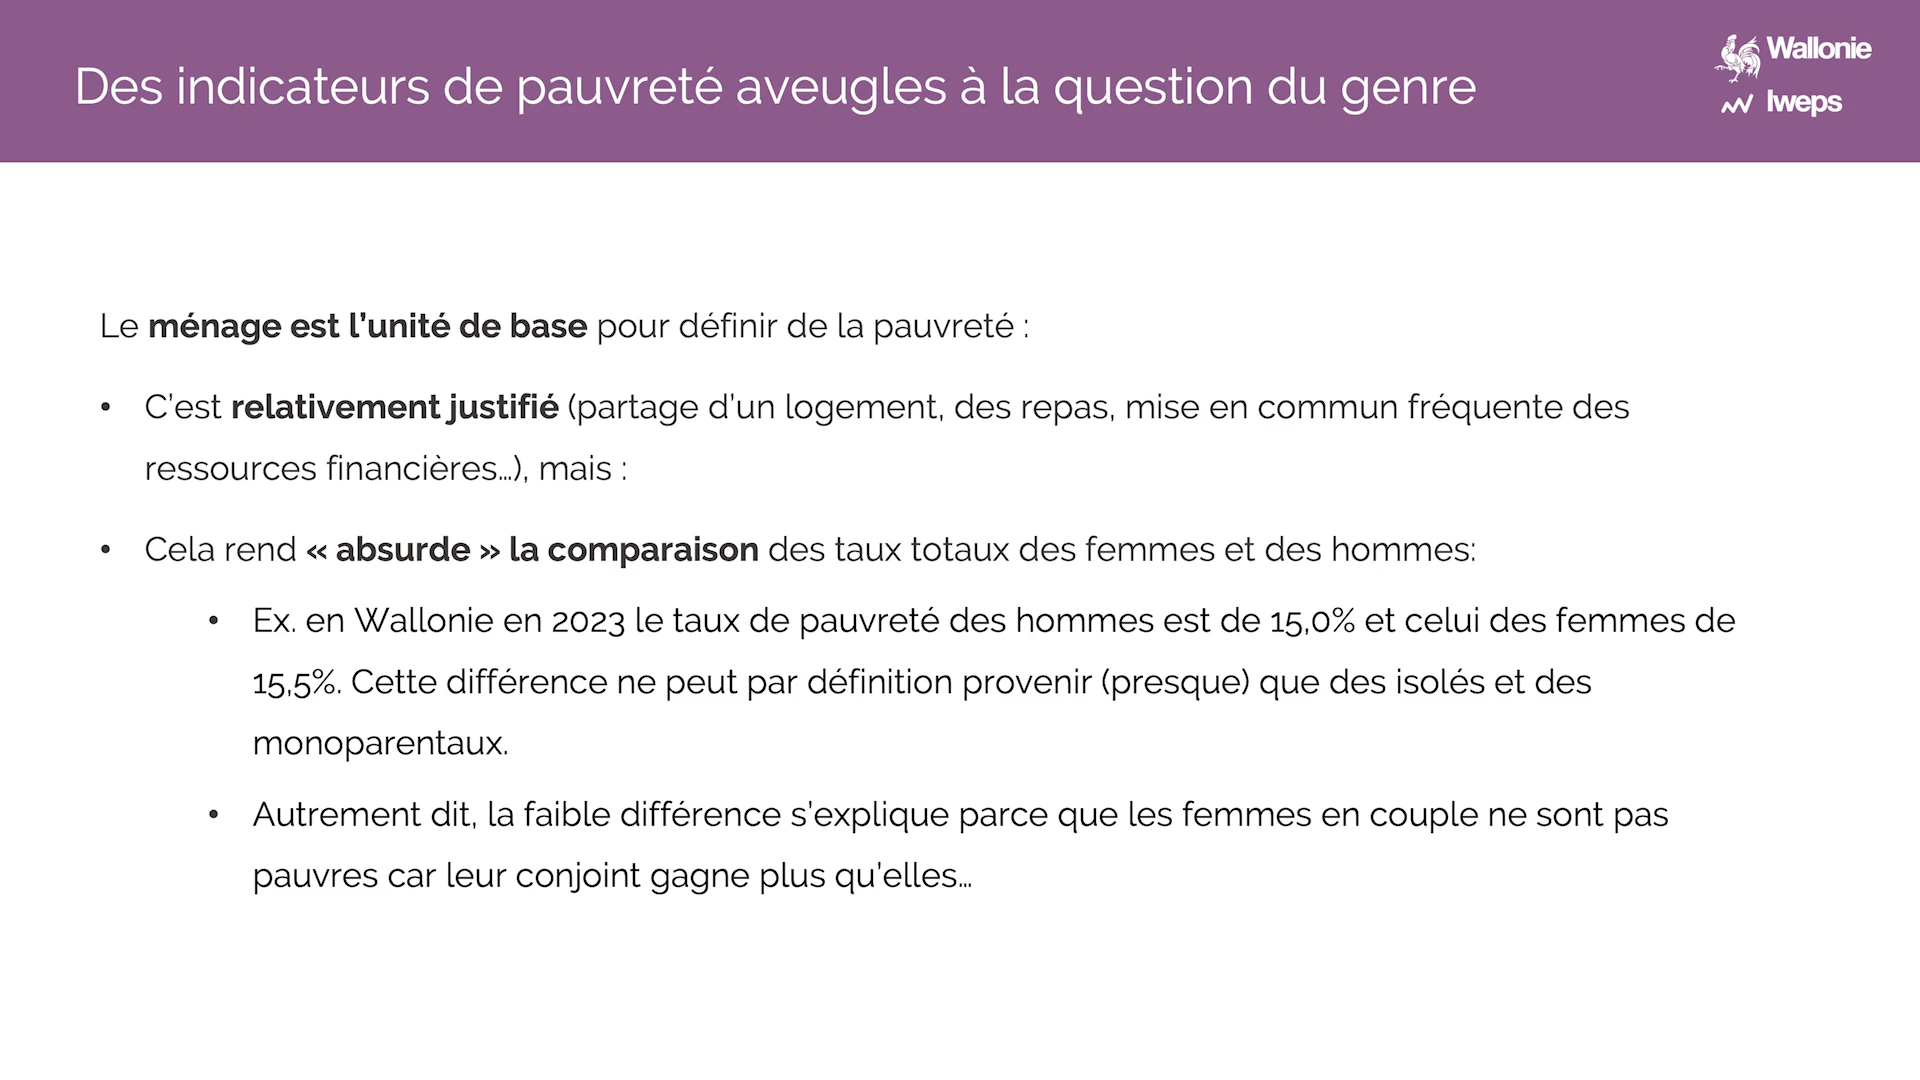 Des indicateurs de pauvreté aveugles à la question du genre
Wallonie
Iweps
Le ménage est l’unité de base pour définir de la pauvreté :
• C’est relativement justifié (partage d’un logement, des repas, mise en commun fréquente des
ressources financières…), mais :
• Cela rend « absurde » la comparaison des taux totaux des femmes et des hommes:
• Ex. en Wallonie en 2023 le taux de pauvreté des hommes est de 15,0% et celui des femmes de
15,5%. Cette différence ne peut par définition provenir (presque) que des isolés et des
monoparentaux.
• Autrement dit, la faible différence s’explique parce que les femmes en couple ne sont pas
pauvres car leur conjoint gagne plus qu’elles…